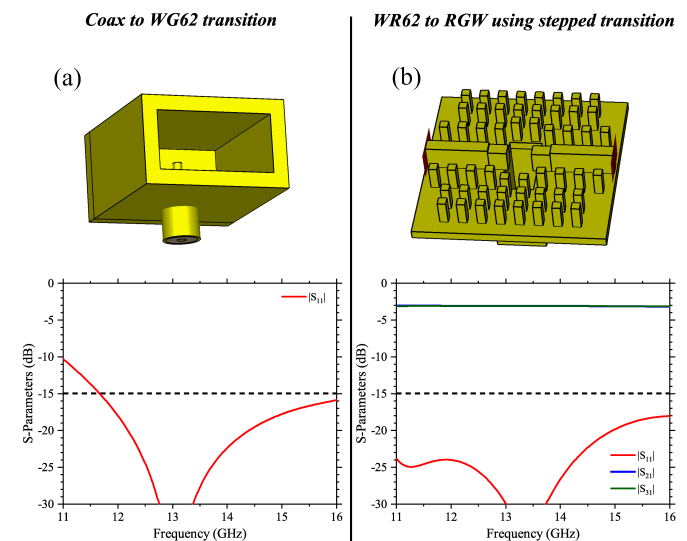 Coax to WG62 transition
WR62 to RGW using stepped transition
(a)
(b)
0
-5
-10
-15
-20
-25
-30
S-Parameters (dB)
|S11|
11 12 13 14 15 16
Frequency (GHz)
0
-5
-10
-15
-20
-25
-30
S-Parameters (dB)
|S11|
|S21|
|S31|
11 12 13 14 15 16
Frequency (GHz)